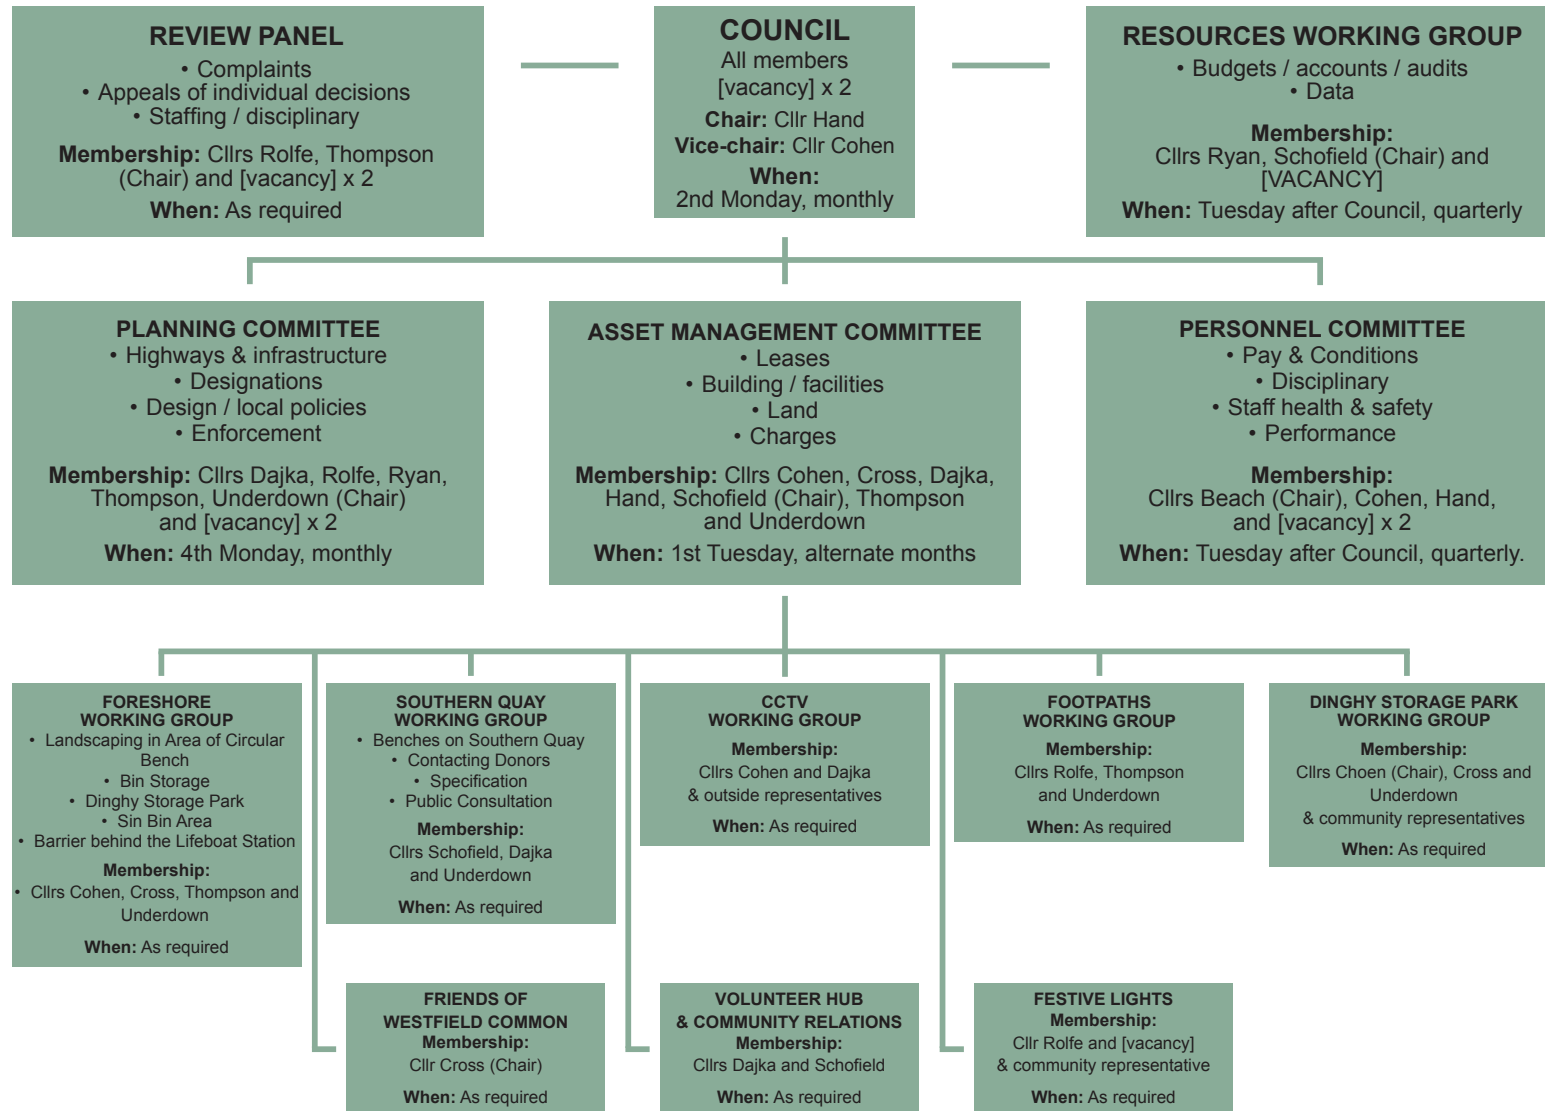 REVIEW PANEL
• Complaints
• Appeals of individual decisions
• Staffing / disciplinary
Membership: Cllrs Rolfe, Thompson
(Chair) and [vacancy] x 2
When: As required
COUNCIL
All members
[vacancy] x 2
Chair: Cllr Hand
Vice-chair: Cllr Cohen
When:
2nd Monday, monthly
RESOURCES WORKING GROUP
• Budgets / accounts / audits
• Data
Membership:
Cllrs Ryan, Schofield (Chair) and
[VACANCY]
When: Tuesday after Council, quarterly
PLANNING COMMITTEE
• Highways & infrastructure
• Designations
• Design / local policies
• Enforcement
Membership: Cllrs Dajka, Rolfe, Ryan,
Thompson, Underdown (Chair)
and [vacancy] x 2
When: 4th Monday, monthly
ASSET MANAGEMENT COMMITTEE
• Leases
• Building / facilities
• Land
• Charges
Membership: Cllrs Cohen, Cross, Dajka,
Hand, Schofield (Chair), Thompson
and Underdown
When: 1st Tuesday, alternate months
PERSONNEL COMMITTEE
• Pay & Conditions
• Disciplinary
• Staff health & safety
• Performance
Membership:
Cllrs Beach (Chair), Cohen, Hand,
and [vacancy] x 2
When: Tuesday after Council, quarterly.
FORESHORE
WORKING GROUP
• Landscaping in Area of Circular
Bench
• Bin Storage
• Dinghy Storage Park
• Sin Bin Area
• Barrier behind the Lifeboat Station
Membership:
• Cllrs Cohen, Cross, Thompson and
Underdown
When: As required
SOUTHERN QUAY
WORKING GROUP
• Benches on Southern Quay
• Contacting Donors
• Specification
• Public Consultation
Membership:
Cllrs Schofield, Dajka
and Underdown
When: As required
CCTV
WORKING GROUP
Membership:
Cllrs Cohen and Dajka
& outside representatives
When: As required
FOOTPATHS
WORKING GROUP
Membership:
Cllrs Rolfe, Thompson
and Underdown
When: As required
DINGHY STORAGE PARK
WORKING GROUP
Membership:
Cllrs Choen (Chair), Cross and
Underdown
& community representatives
When: As required
FRIENDS OF
WESTFIELD COMMON
Membership:
Cllr Cross (Chair)
When: As required
VOLUNTEER HUB
& COMMUNITY RELATIONS
Membership:
Cllrs Dajka and Schofield
When: As required
FESTIVE LIGHTS
Membership:
Cllr Rolfe and [vacancy]
& community representative
When: As required